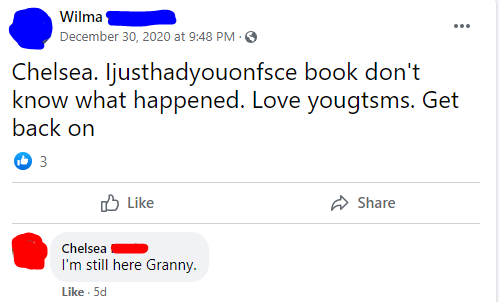 Wilma
December 30, 2020 at 9:48 PM ·
Chelsea. Ijusthadyouonfsce book don't
know what happened. Love yougtsms. Get
back on
3
Like
Share
Chelsea
I'm still here Granny.
Like · 5d